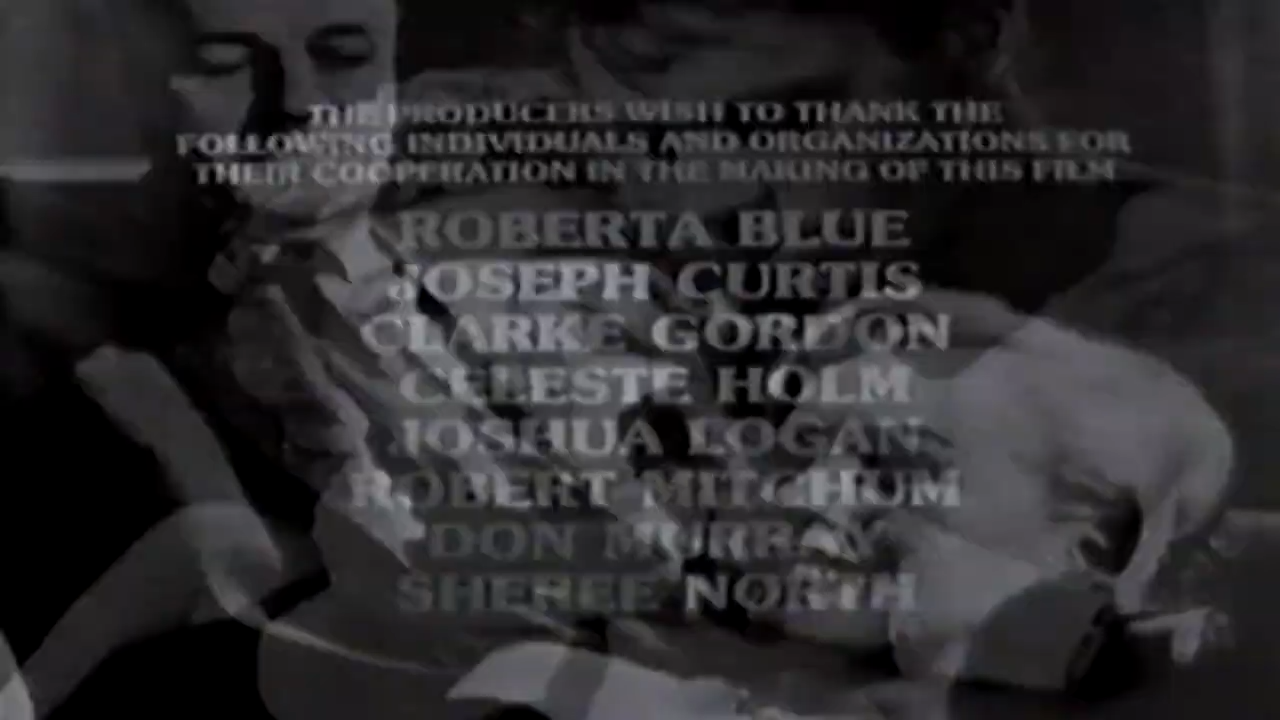 THE PRODUCERS WISH TO THANK THE
FOLLOWING INDIVIDUALS AND ORGANIZATIONS FOR
THEIR COOPERATION IN THE MAKING OF THIS FILM
ROBERTA BLUE
JOSEPH CURTIS
CLARKE GORDON
CELESTE HOLM
JOSHUA LOGAN
ROBERT MITCHUM
DON MURRAY
SHEREE NORTH